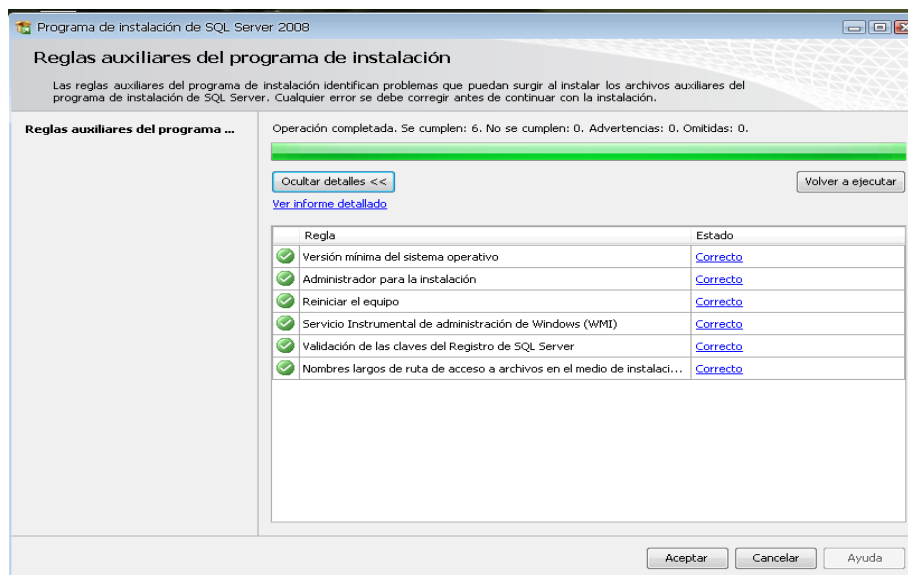 Programa de instalación de SQL Server 2008
Reglas auxiliares del programa de instalación
Las reglas auxiliares del programa de instalación identifican problemas que puedan surgir al instalar los archivos auxiliares del
programa de instalación de SQL Server. Cualquier error se debe corregir antes de continuar con la instalación.
Reglas auxiliares del programa ...
Operación completada. Se cumplen: 6. No se cumplen: 0. Advertencias: 0. Omitidas: 0.
Ocultar detalles <<
Volver a ejecutar
Ver informe detallado
Regla Estado
Versión mínima del sistema operativo Correcto
Administrador para la instalación Correcto
Reiniciar el equipo Correcto
Servicio Instrumental de administración de Windows (WMI) Correcto
Validación de las claves del Registro de SQL Server Correcto
Nombres largos de ruta de acceso a archivos en el medio de instalaci... Correcto
Aceptar Cancelar Ayuda